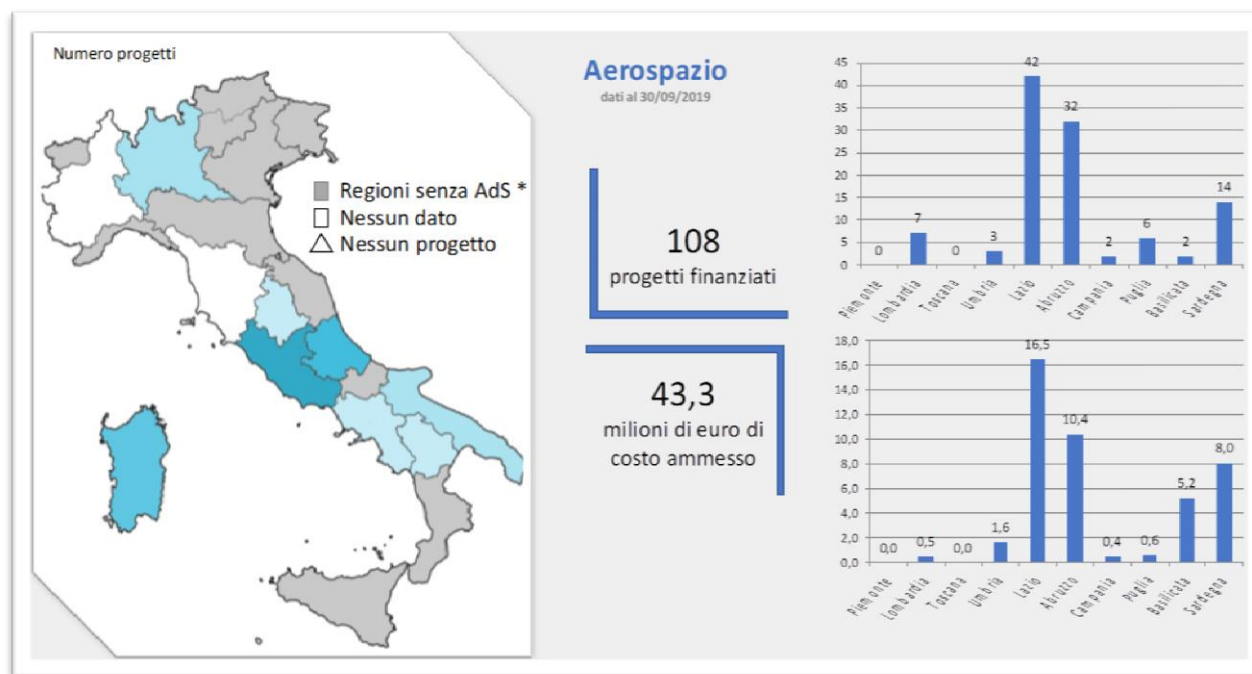 Numero progetti
Regioni senza AdS *
Nessun dato
Nessun progetto
Aerospazio
dati al 30/09/2019
108
progetti finanziati
43,3
milioni di euro di
costo ammesso
45
40
35
30
25
20
15
10
5
0
0
7
0
3
42
32
2
6
2
14
Piemonte
Lombardia
Toscana
Umbria
Lazio
Abruzzo
Campania
Puglia
Basilicata
Sardegna
18,0
16,0
14,0
12,0
10,0
8,0
6,0
4,0
2,0
0,0
0,0
0,5
0,0
1,6
16,5
10,4
0,4
0,6
5,2
8,0
Piemonte
Lombardia
Toscana
Umbria
Lazio
Abruzzo
Campania
Puglia
Basilicata
Sardegna